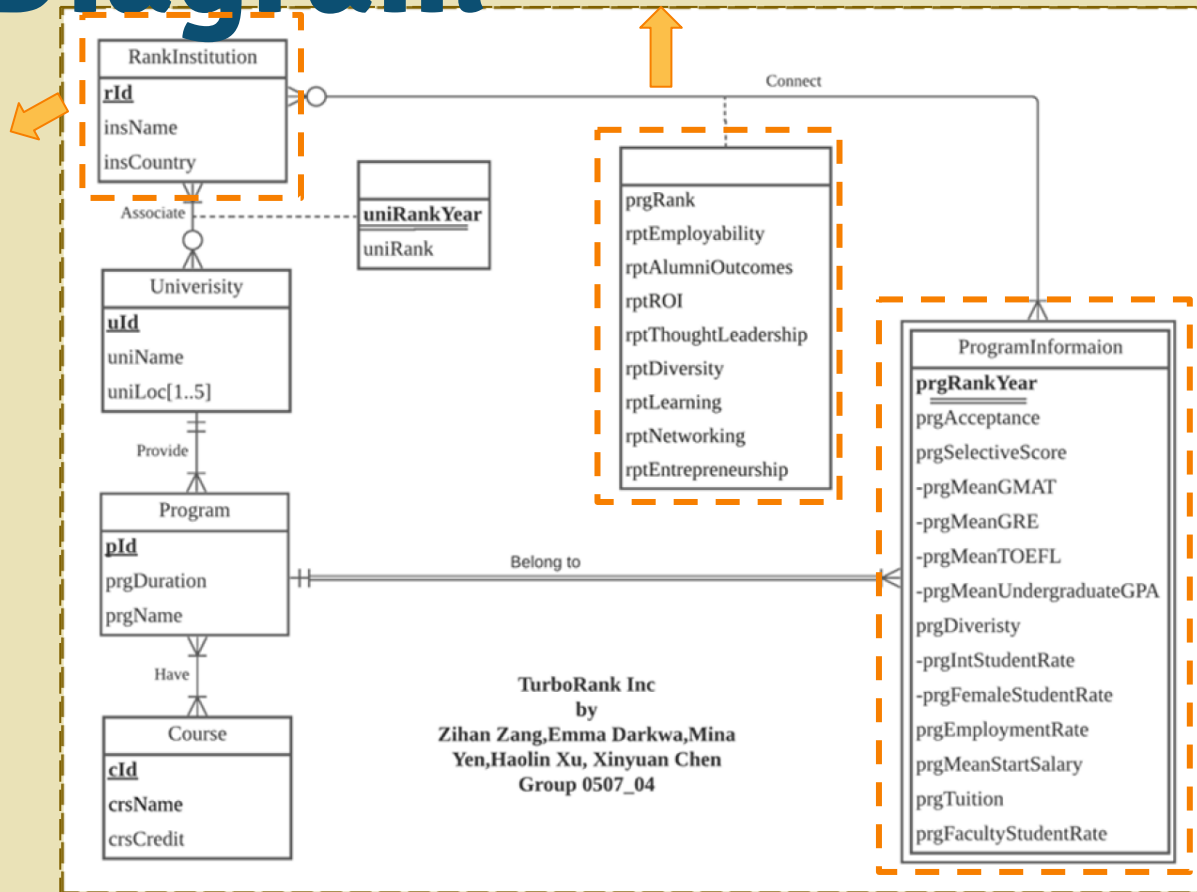 Diagram
RankInstitution
rId
insName
insCountry
Connect
Associate
uniRankYear
uniRank
prgRank
rptEmployability
rptAlumniOutcomes
rptROI
rptThoughtLeadership
rptDiversity
rptLearning
rptNetworking
rptEntrepreneurship
Univerisity
uId
uniName
uniLoc[1..5]
Provide
Program
pId
prgDuration
prgName
Belong to
ProgramInformaion
prgRankYear
prgAcceptance
prgSelectiveScore
-prgMeanGMAT
-prgMeanGRE
-prgMeanTOEFL
-prgMeanUndergraduateGPA
prgDiveristy
-prgIntStudentRate
-prgFemaleStudentRate
prgEmploymentRate
prgMeanStartSalary
prgTuition
prgFacultyStudentRate
Have
Course
cId
crsName
crsCredit
TurboRank Inc
by
Zihan Zang,Emma Darkwa,Mina
Yen,Haolin Xu, Xinyuan Chen
Group 0507_04